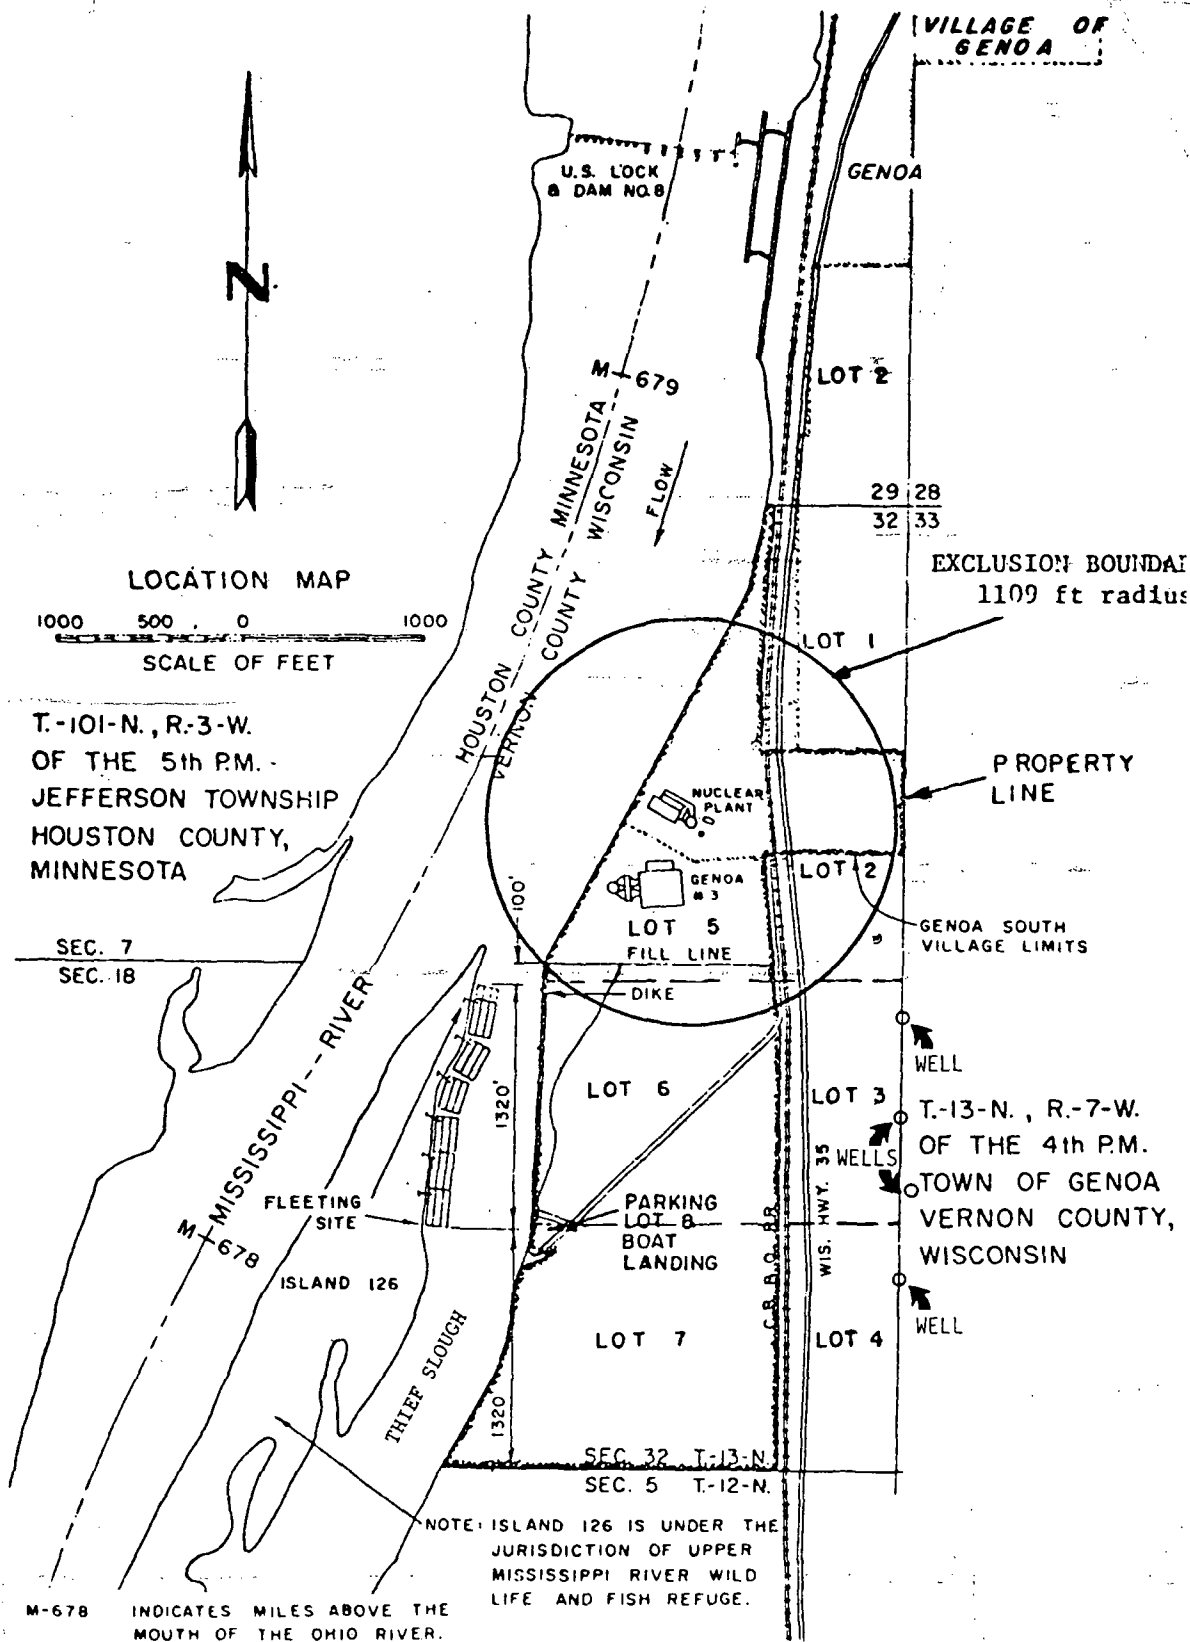 VILLAGE OF
GENOA
U.S. LOCK
& DAM NO. 8
GENOA
N
M 679
LOT 2
HOUSTON COUNTY MINNESOTA
VERNON COUNTY WISCONSIN
FLOW
29 28
32 33
LOCATION MAP
1000 500 0 1000
SCALE OF FEET
EXCLUSION BOUNDAI
1109 ft radius
LOT 1
T.-101-N., R.-3-W.
OF THE 5th P.M.
JEFFERSON TOWNSHIP
HOUSTON COUNTY,
MINNESOTA
PROPERTY
LINE
NUCLEAR
PLANT
LOT 2
GENOA
#3
100'
LOT 5
FILL LINE
GENOA SOUTH
VILLAGE LIMITS
SEC. 7
SEC. 18
DIKE
MISSISSIPPI RIVER
WELL
LOT 6
1320'
LOT 3
T.-13-N., R.-7-W.
OF THE 4th P.M.
TOWN OF GENOA
VERNON COUNTY,
WISCONSIN
WELLS
WIS. HWY. 35
C. B. & Q. RR.
FLEETING
SITE
PARKING
LOT &
BOAT
LANDING
M 678
ISLAND 126
WELL
LOT 7
LOT 4
THIEF SLOUGH
1320'
SEC. 32 T.-13-N.
SEC. 5 T.-12-N.
NOTE: ISLAND 126 IS UNDER THE
JURISDICTION OF UPPER
MISSISSIPPI RIVER WILD
LIFE AND FISH REFUGE.
M-678 INDICATES MILES ABOVE THE
MOUTH OF THE OHIO RIVER.